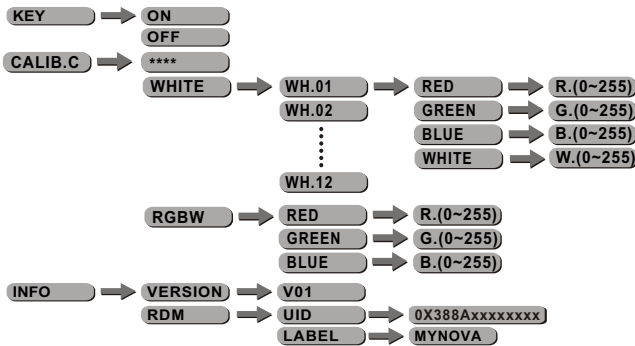 KEY ON
OFF
CALIB.C ****
WHITE WH.01 RED R.(0~255)
WH.02 GREEN G.(0~255)
BLUE B.(0~255)
WHITE W.(0~255)
WH.12
RGBW RED R.(0~255)
GREEN G.(0~255)
BLUE B.(0~255)
INFO VERSION V01
RDM UID 0X388Axxxxxxxx
LABEL MYNOVA